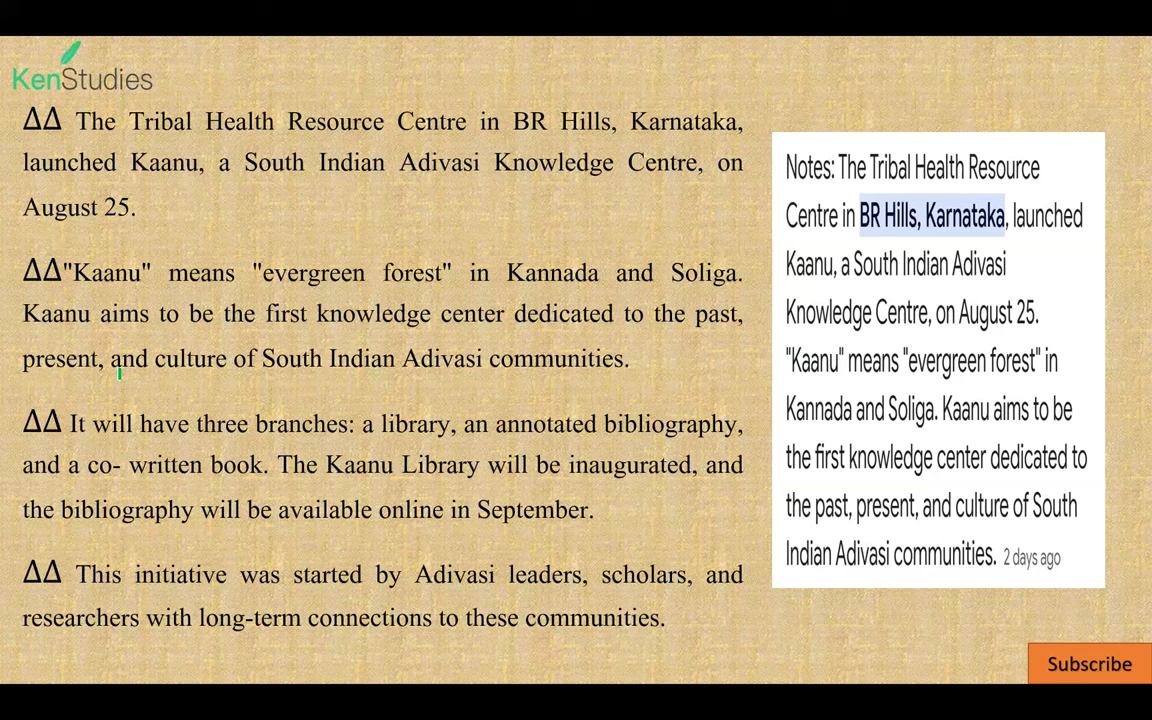 KenStudies
ΔΔ The Tribal Health Resource Centre in BR Hills, Karnataka,
launched Kaanu, a South Indian Adivasi Knowledge Centre, on
August 25.
ΔΔ"Kaanu" means "evergreen forest" in Kannada and Soliga.
Kaanu aims to be the first knowledge center dedicated to the past,
present, and culture of South Indian Adivasi communities.
ΔΔ It will have three branches: a library, an annotated bibliography,
and a co- written book. The Kaanu Library will be inaugurated, and
the bibliography will be available online in September.
ΔΔ This initiative was started by Adivasi leaders, scholars, and
researchers with long-term connections to these communities.
Notes: The Tribal Health Resource
Centre in BR Hills, Karnataka, launched
Kaanu, a South Indian Adivasi
Knowledge Centre, on August 25.
"Kaanu" means "evergreen forest" in
Kannada and Soliga. Kaanu aims to be
the first knowledge center dedicated to
the past, present, and culture of South
Indian Adivasi communities. 2 days ago
Subscribe